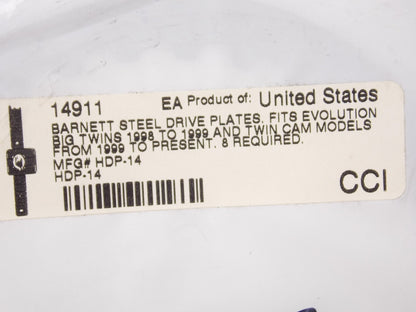 14911 EA Product of: United States
BARNETT STEEL DRIVE PLATES. FITS EVOLUTION
BIG TWINS 1998 TO 1999 AND TWIN CAM MODELS
FROM 1999 TO PRESENT. 8 REQUIRED.
MFG# HDP-14
HDP-14
CCI